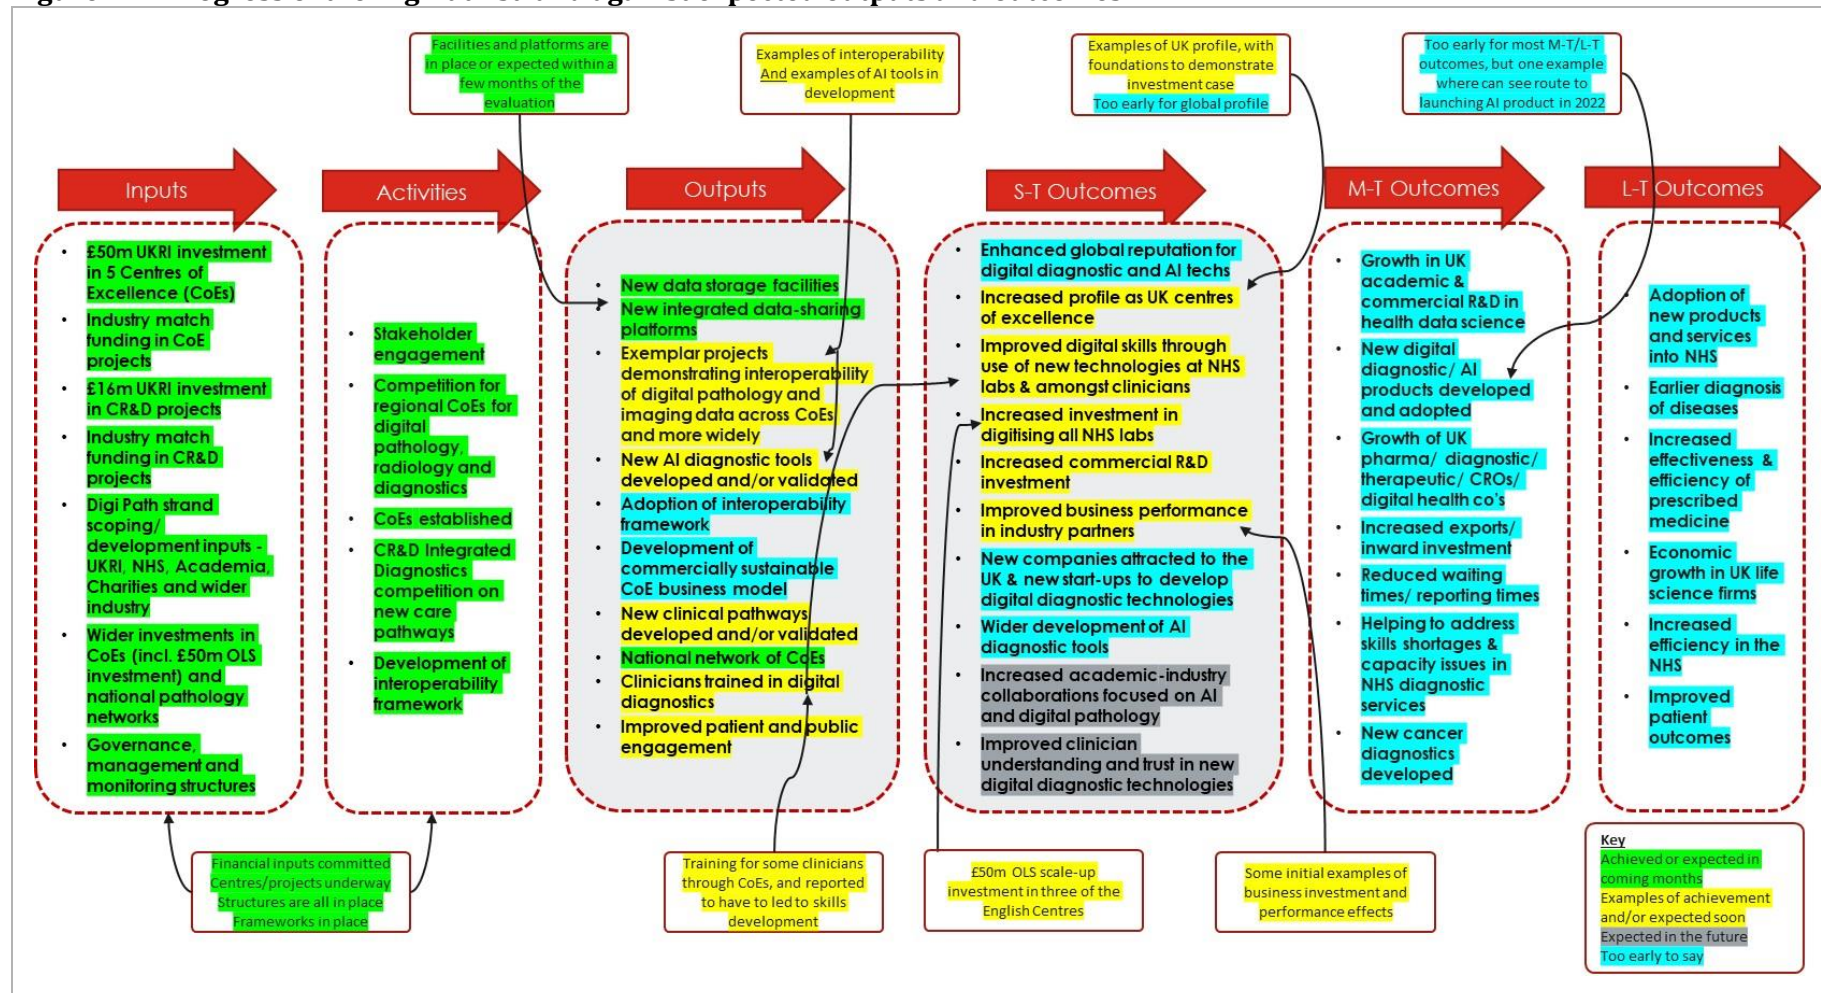 Facilities and platforms are
in place or expected within a
few months of the
evaluation
Examples of interoperability
And examples of AI tools in
development
Examples of UK profile, with
foundations to demonstrate
investment case
Too early for global profile
Too early for most M-T/L-T
outcomes, but one example
where can see route to
launching AI product in 2022
Inputs
Activities
Outputs
S-T Outcomes
M-T Outcomes
L-T Outcomes
• £50m UKRI investment
in 5 Centres of
Excellence (CoEs)
• Industry match
funding in CoE
projects
• £16m UKRI investment
in CR&D projects
• Industry match
funding in CR&D
projects
• Digi Path strand
scoping/
development inputs -
UKRI, NHS, Academia,
Charities and wider
industry
• Wider investments in
CoEs (incl. £50m OLS
investment) and
national pathology
networks
• Governance,
management and
monitoring structures
• Stakeholder
engagement
• Competition for
regional CoEs for
digital
pathology,
radiology and
diagnostics
• CoEs established
• CR&D Integrated
Diagnostics
competition on
new care
pathways
• Development of
interoperability
framework
• New data storage facilities
• New integrated data-sharing
platforms
• Exemplar projects
demonstrating interoperability
of digital pathology and
imaging data across CoEs
and more widely
• New AI diagnostic tools
developed and/or validated
• Adoption of interoperability
framework
• Development of
commercially sustainable
CoE business model
• New clinical pathways
developed and/or validated
• National network of CoEs
• Clinicians trained in digital
diagnostics
• Improved patient and public
engagement
• Enhanced global reputation for
digital diagnostic and AI techs
• Increased profile as UK centres
of excellence
• Improved digital skills through
use of new technologies at NHS
labs & amongst clinicians
• Increased investment in
digitising all NHS labs
• Increased commercial R&D
investment
• Improved business performance
in industry partners
• New companies attracted to the
UK & new start-ups to develop
digital diagnostic technologies
• Wider development of AI
diagnostic tools
• Increased academic-industry
collaborations focused on AI
and digital pathology
• Improved clinician
understanding and trust in new
digital diagnostic technologies
• Growth in UK
academic &
commercial R&D in
health data science
• New digital
diagnostic/ AI
products developed
and adopted
• Growth of UK
pharma/ diagnostic/
therapeutic/ CROs/
digital health co's
• Increased exports/
inward investment
• Reduced waiting
times/ reporting times
• Helping to address
skills shortages &
capacity issues in
NHS diagnostic
services
• New cancer
diagnostics
developed
• Adoption of
new products
and services
into NHS
• Earlier diagnosis
of diseases
• Increased
effectiveness &
efficiency of
prescribed
medicine
• Economic
growth in UK life
science firms
• Increased
efficiency in the
NHS
• Improved
patient
outcomes
Financial inputs committed
Centres/projects underway
Structures are all in place
Frameworks in place
Training for some clinicians
through CoEs, and reported
to have to led to skills
development
£50m OLS scale-up
investment in three of the
English Centres
Some initial examples of
business investment and
performance effects
Key
Achieved or expected in
coming months
Examples of achievement
and/or expected soon
Expected in the future
Too early to say